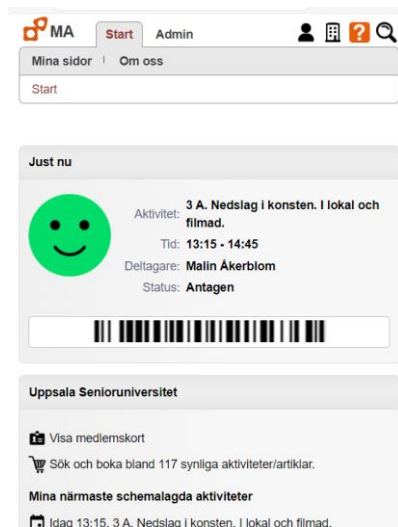 MA Start Admin ?
Mina sidor Om oss
Start
Just nu
Aktivitet: 3 A. Nedslag i konsten. I lokal och
filmad.
Tid: 13:15 - 14:45
Deltagare: Malin Åkerblom
Status: Antagen
Uppsala Senioruniversitet
Visa medlemskort
Sök och boka bland 117 synliga aktiviteter/artiklar.
Mina närmaste schemalagda aktiviteter
Idag 13:15, 3 A. Nedslag i konsten. I lokal och filmad.